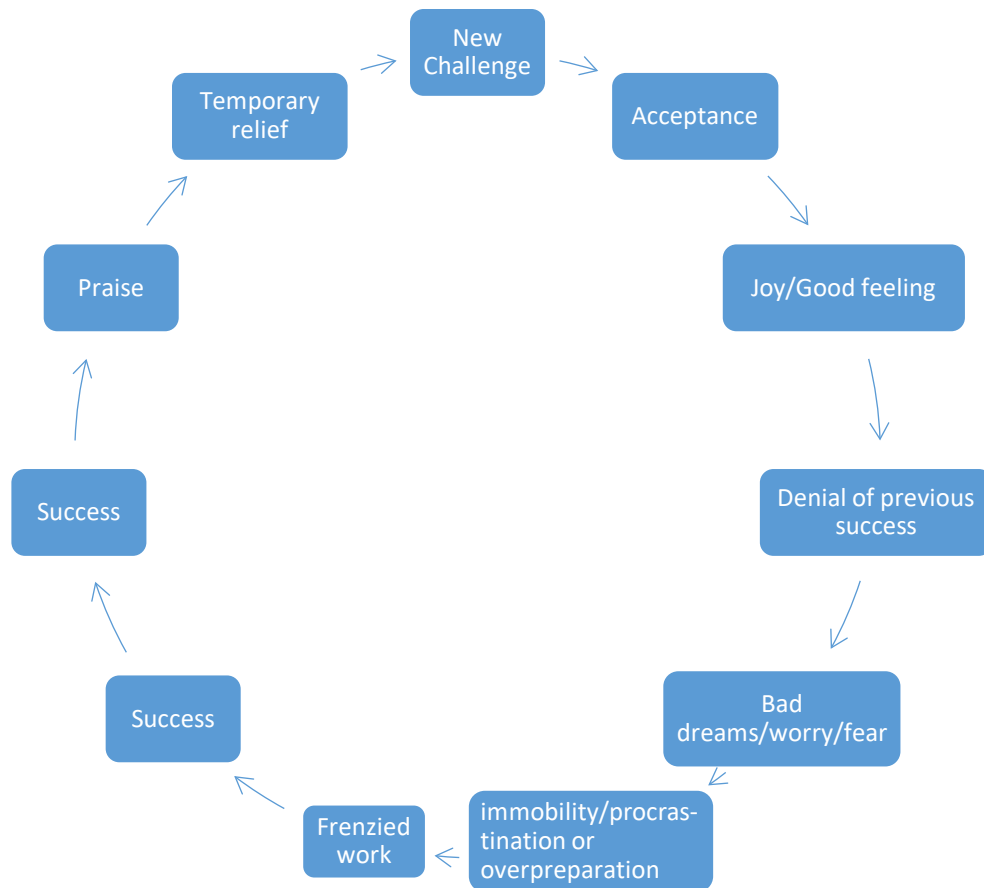 New
Challenge
Acceptance
Joy/Good feeling
Denial of previous
success
Bad
dreams/worry/fear
immobility/procras-
tination or
overpreparation
Frenzied
work
Success
Success
Praise
Temporary
relief